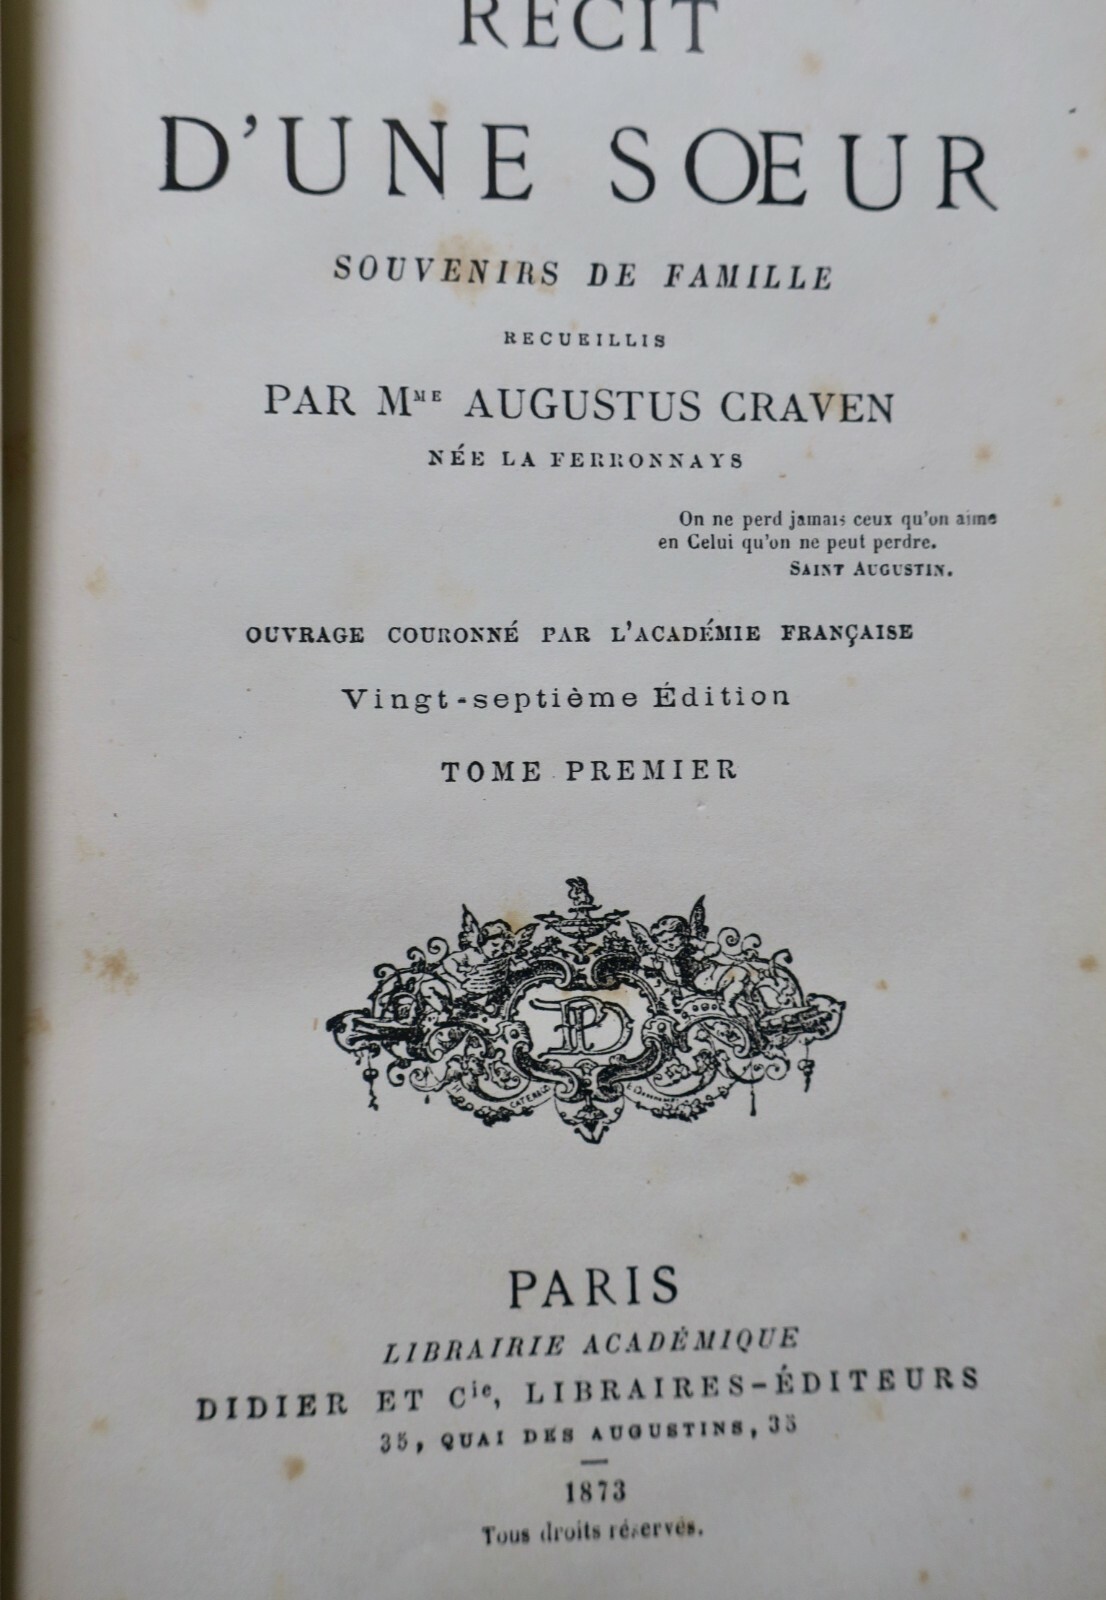 RÉCIT
D'UNE SŒUR
SOUVENIRS DE FAMILLE
RECUEILLIS
PAR MME AUGUSTUS CRAVEN
NÉE LA FERRONNAYS
On ne perd jamais ceux qu'on aime
en Celui qu'on ne peut perdre.
SAINT AUGUSTIN.
OUVRAGE COURONNÉ PAR L'ACADÉMIE FRANÇAISE
Vingt-septième Édition
TOME PREMIER
PARIS
LIBRAIRIE ACADÉMIQUE
DIDIER ET Cie, LIBRAIRES-ÉDITEURS
35, QUAI DES AUGUSTINS, 35
1873
Tous droits réservés.